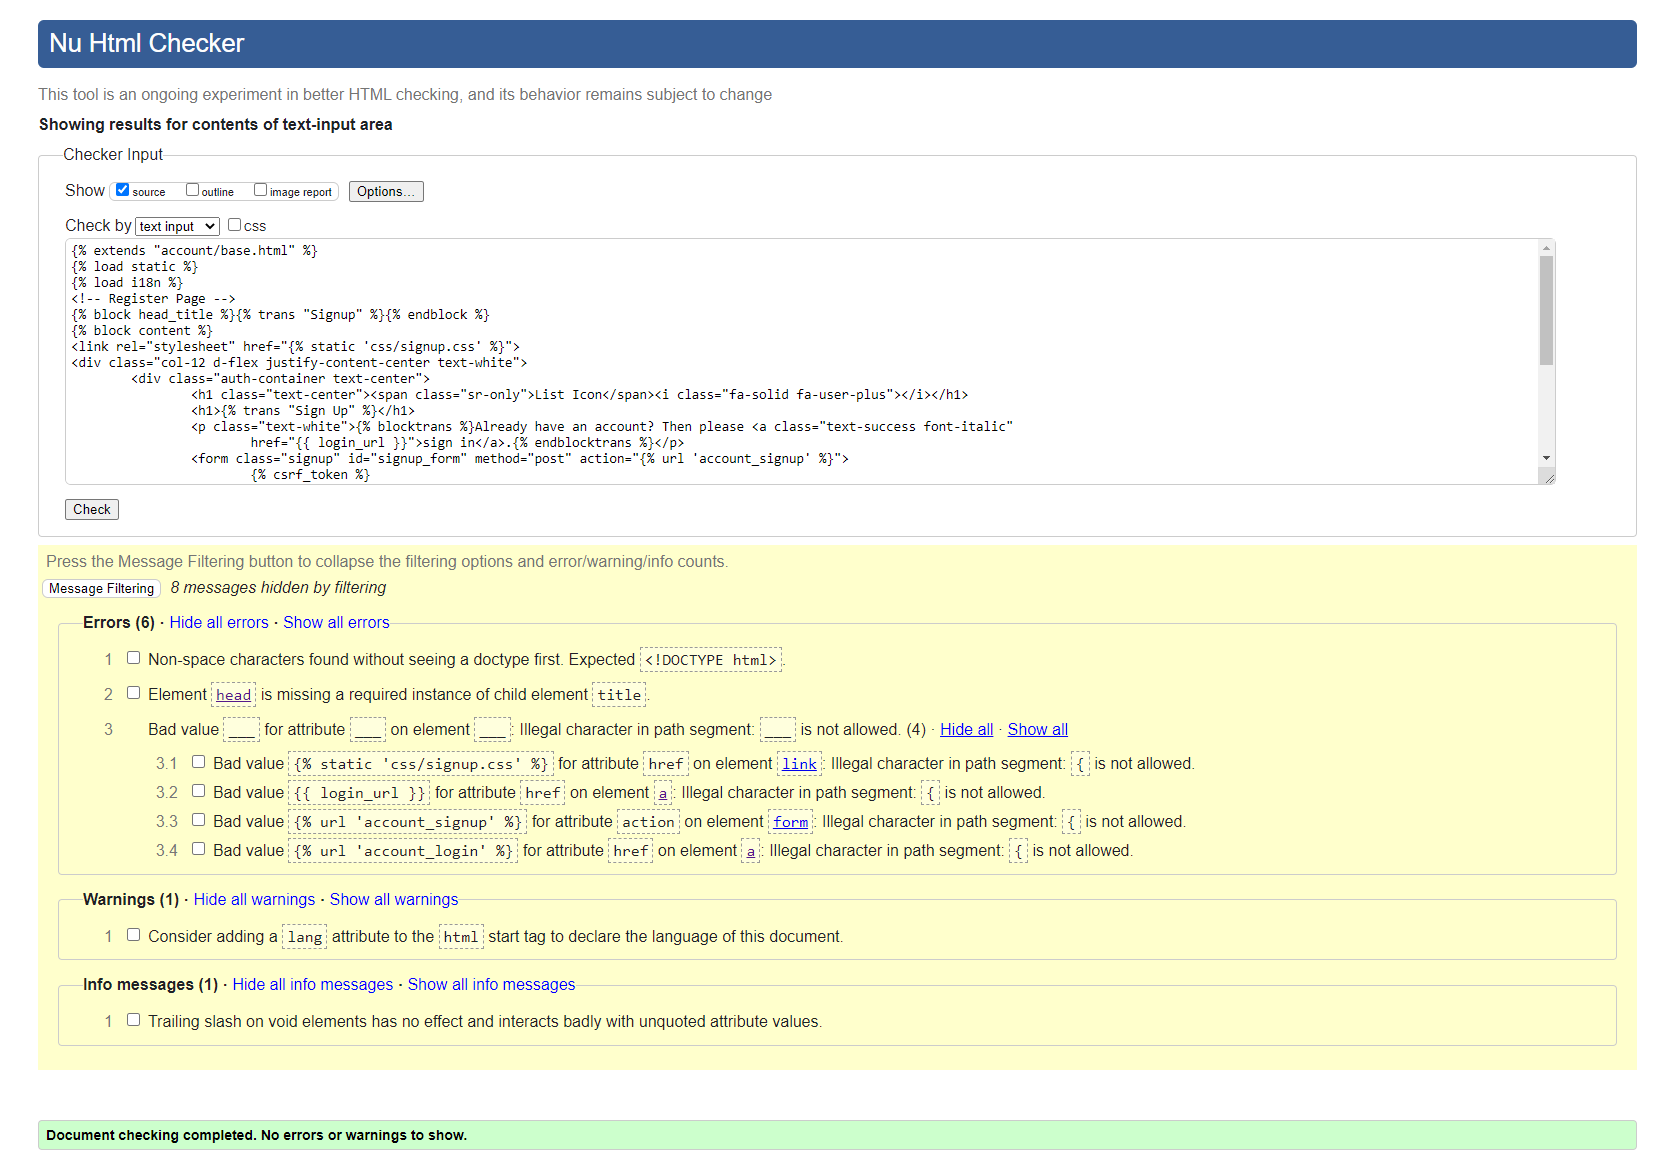 Nu Html Checker
This tool is an ongoing experiment in better HTML checking, and its behavior remains subject to change
Showing results for contents of text-input area
Checker Input
Show source outline image report Options...
Check by text input css
{% extends "account/base.html" %}
{% load static %}
{% load i18n %}
<!-- Register Page -->
{% block head_title %}{% trans "Signup" %}{% endblock %}
{% block content %}
<link rel="stylesheet" href="{% static 'css/signup.css' %}">
<div class="col-12 d-flex justify-content-center text-white">
<div class="auth-container text-center">
<h1 class="text-center"><span class="sr-only">List Icon</span><i class="fa-solid fa-user-plus"></i></h1>
<h1>{% trans "Sign Up" %}</h1>
<p class="text-white">{% blocktrans %}Already have an account? Then please <a class="text-success font-italic"
href="{{ login_url }}">sign in</a>.{% endblocktrans %}</p>
<form class="signup" id="signup_form" method="post" action="{% url 'account_signup' %}">
{% csrf_token %}
Check
Press the Message Filtering button to collapse the filtering options and error/warning/info counts.
Message Filtering 8 messages hidden by filtering
Errors (6) · Hide all errors · Show all errors
1 Non-space characters found without seeing a doctype first. Expected <!DOCTYPE html>.
2 Element head is missing a required instance of child element title.
3 Bad value ___ for attribute ___ on element ___: Illegal character in path segment: ___ is not allowed. (4) · Hide all · Show all
3.1 Bad value {% static 'css/signup.css' %} for attribute href on element link: Illegal character in path segment: { is not allowed.
3.2 Bad value {{ login_url }} for attribute href on element a: Illegal character in path segment: { is not allowed.
3.3 Bad value {% url 'account_signup' %} for attribute action on element form: Illegal character in path segment: { is not allowed.
3.4 Bad value {% url 'account_login' %} for attribute href on element a: Illegal character in path segment: { is not allowed.
Warnings (1) · Hide all warnings · Show all warnings
1 Consider adding a lang attribute to the html start tag to declare the language of this document.
Info messages (1) · Hide all info messages · Show all info messages
1 Trailing slash on void elements has no effect and interacts badly with unquoted attribute values.
Document checking completed. No errors or warnings to show.